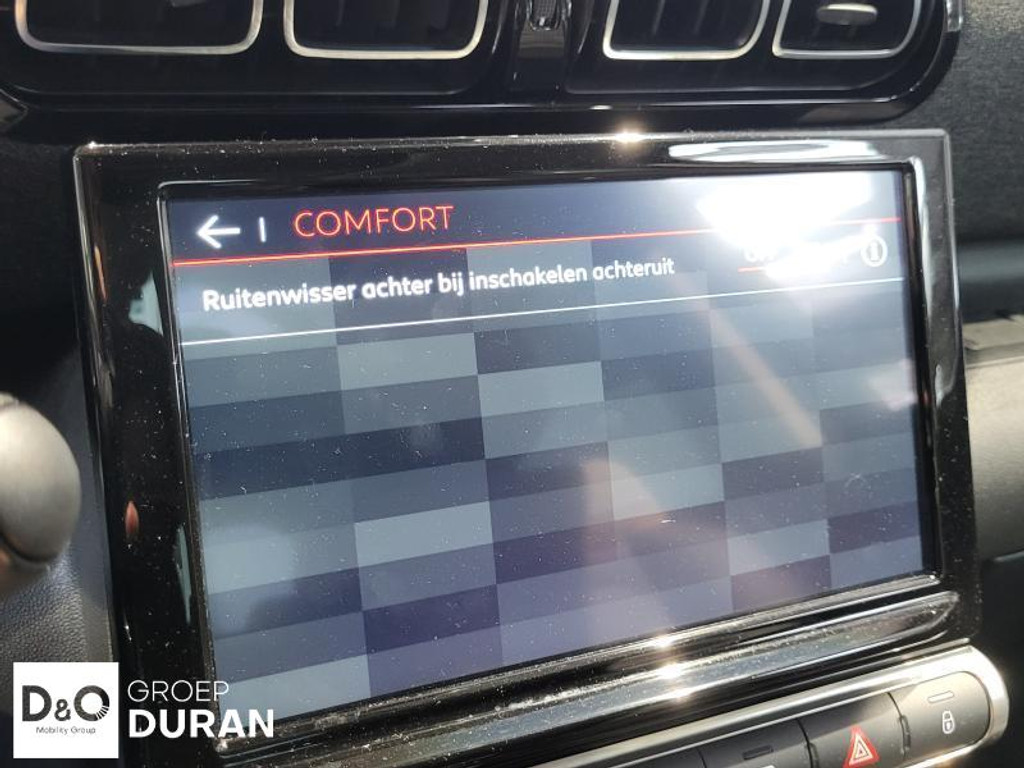 COMFORT
Ruitenwisser achter bij inschakelen achteruit
D&O
Mobility Group
GROEP
DURAN